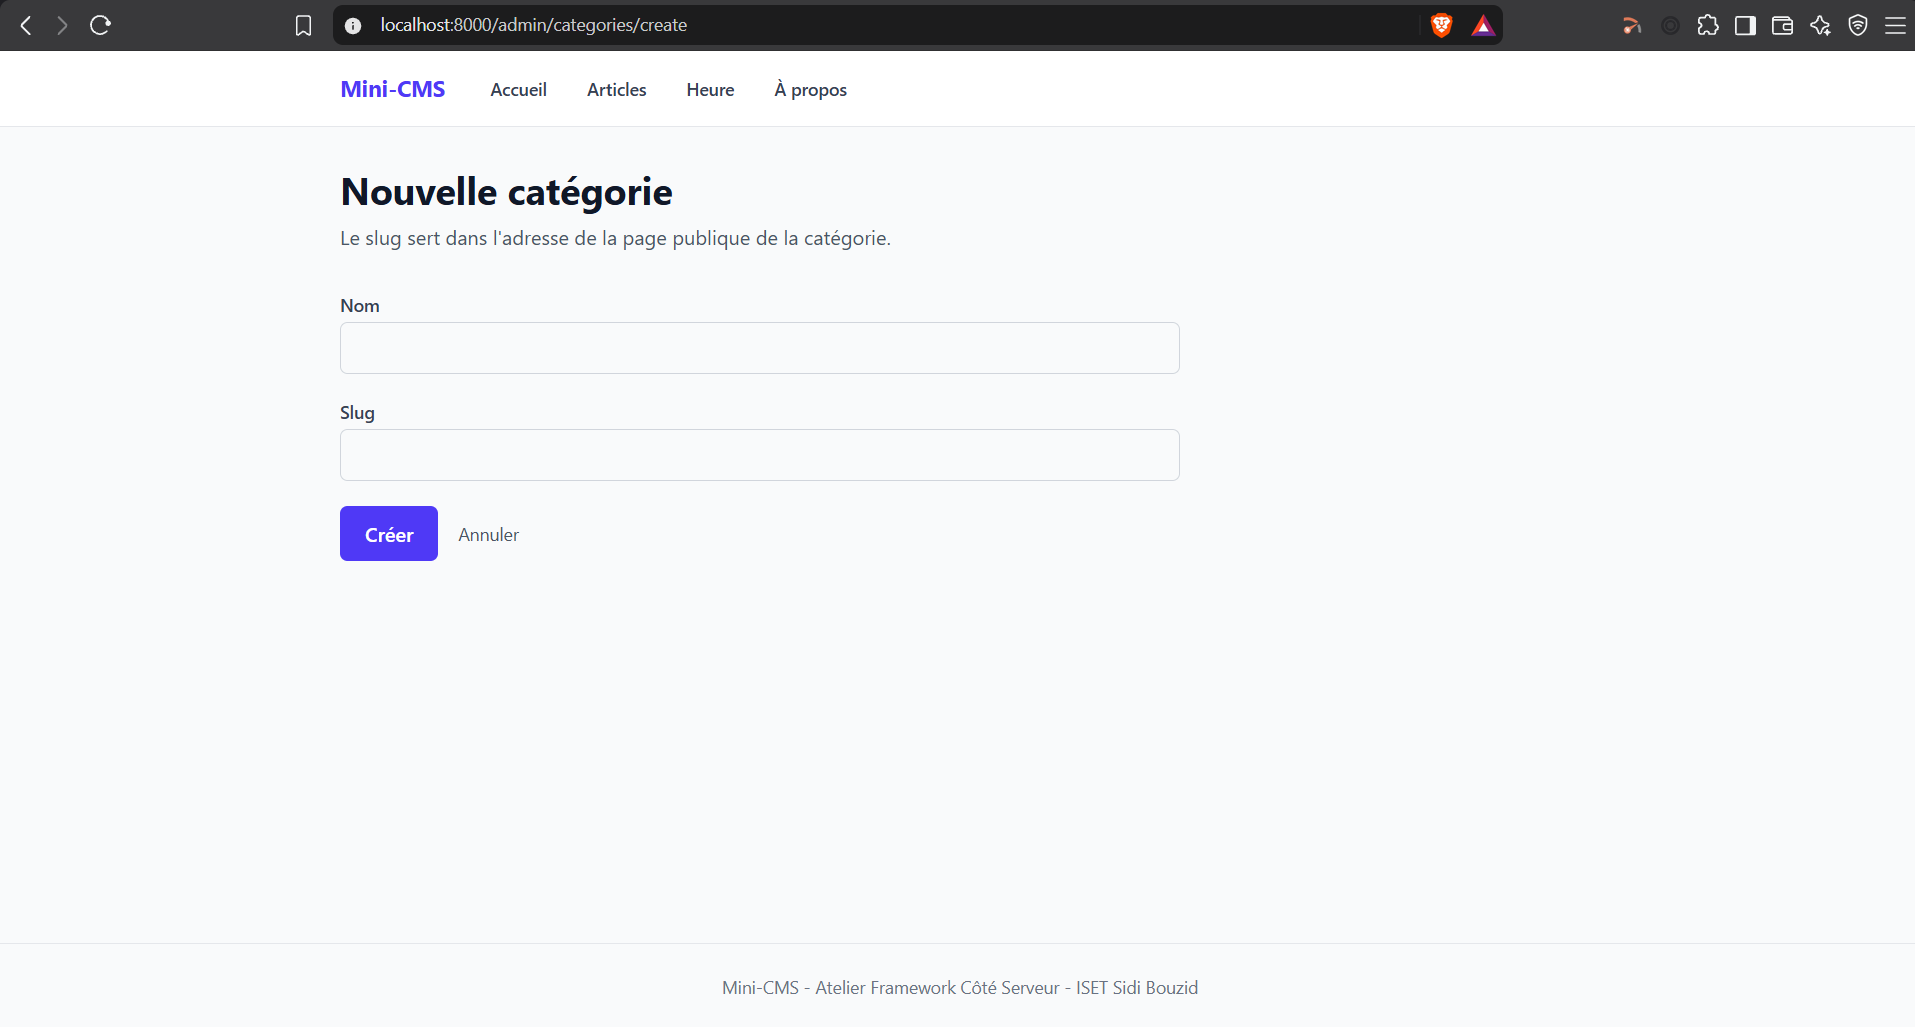 localhost:8000/admin/categories/create
Mini-CMS Accueil Articles Heure À propos
Nouvelle catégorie
Le slug sert dans l'adresse de la page publique de la catégorie.
Nom
Slug
Créer Annuler
Mini-CMS - Atelier Framework Côté Serveur - ISET Sidi Bouzid